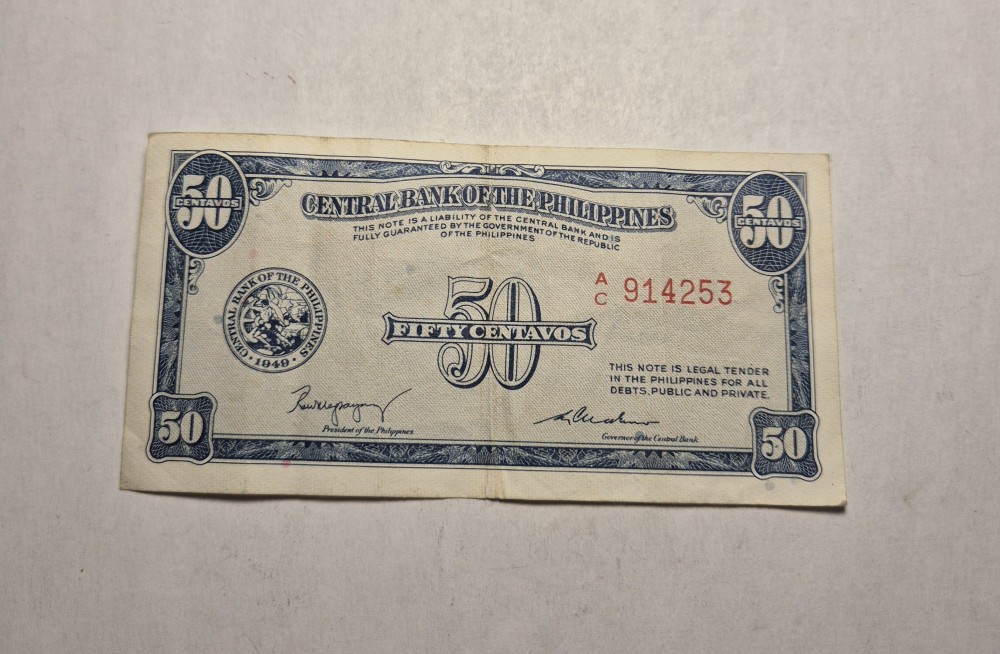 50 CENTAVOS
CENTRAL BANK OF THE PHILIPPINES
50 CENTAVOS
THIS NOTE IS A LIABILITY OF THE CENTRAL BANK AND IS
FULLY GUARANTEED BY THE GOVERNMENT OF THE REPUBLIC
OF THE PHILIPPINES
A/C 914253
CENTRAL BANK OF THE PHILIPPINES
· 1949 ·
50
FIFTY CENTAVOS
THIS NOTE IS LEGAL TENDER
IN THE PHILIPPINES FOR ALL
DEBTS, PUBLIC AND PRIVATE.
President of the Philippines
Governor of the Central Bank
50
50